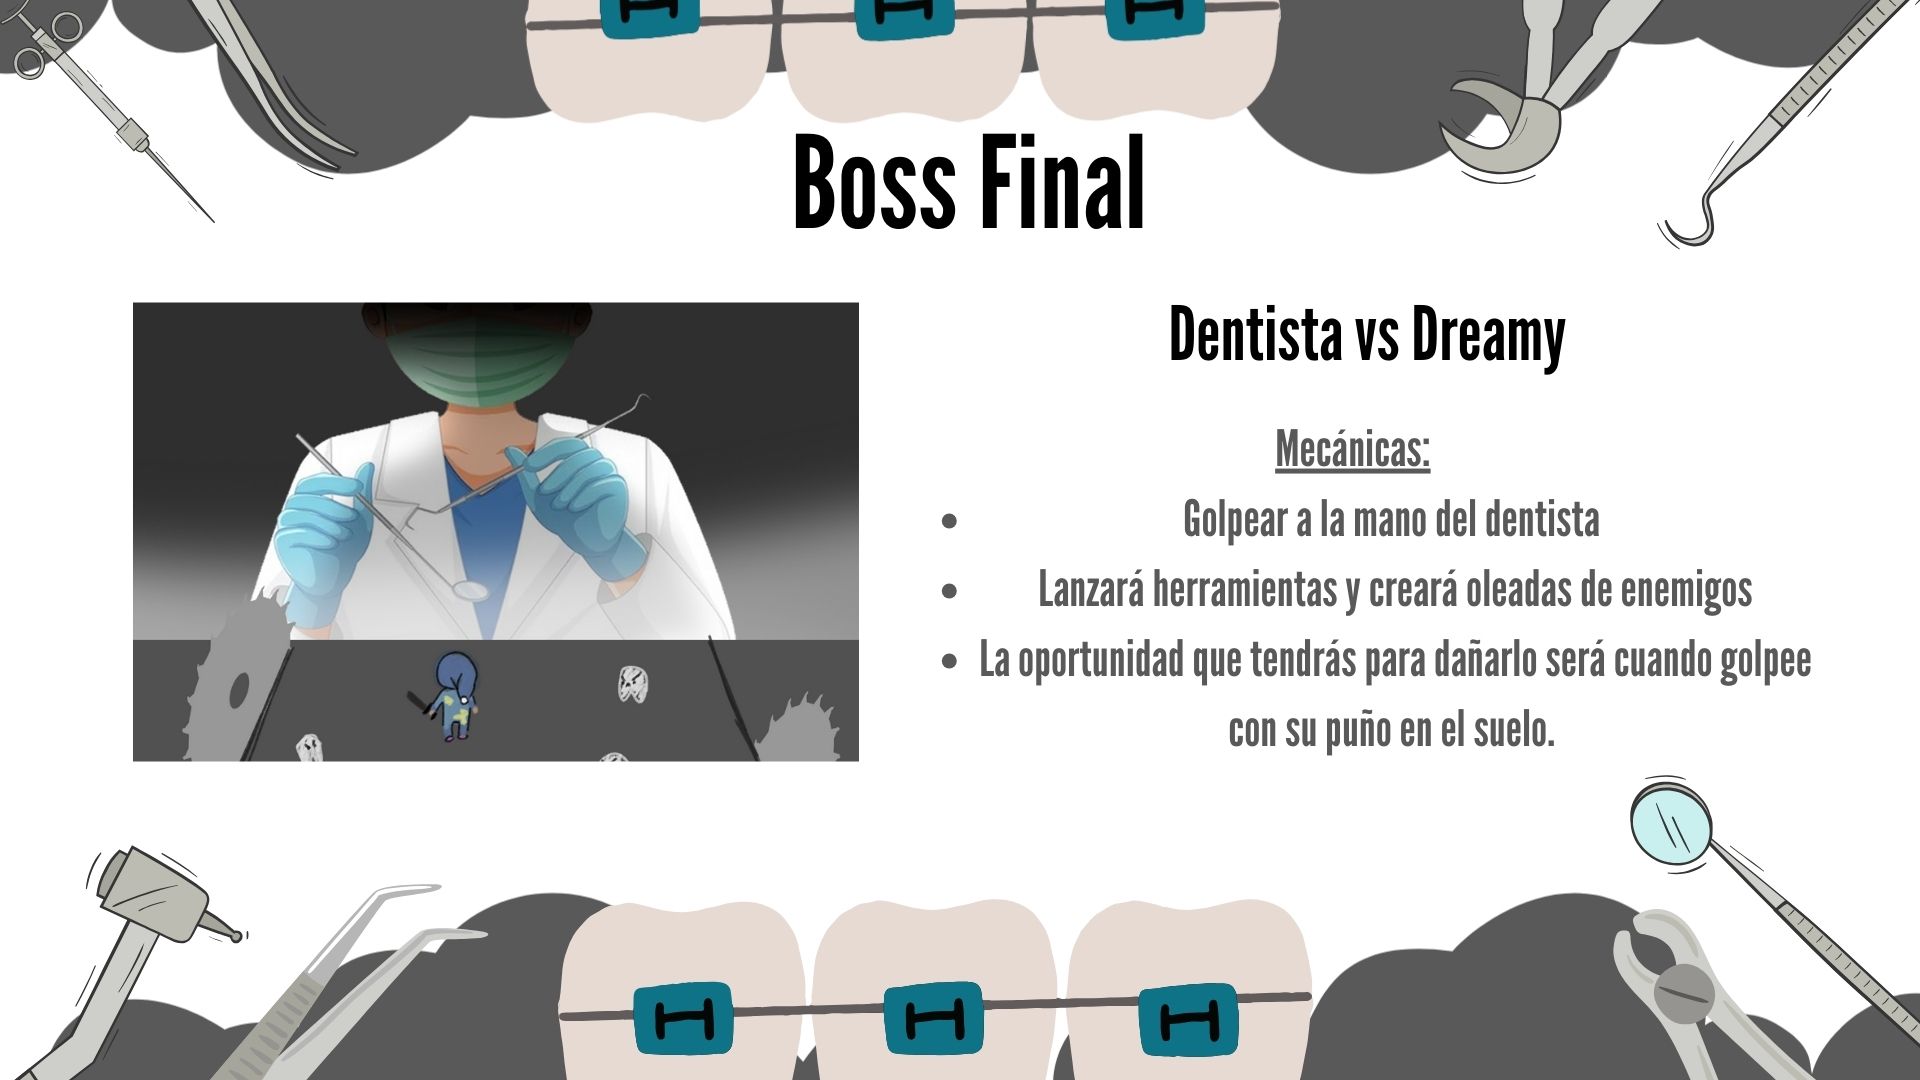 Boss Final
Dentista vs Dreamy
Mecánicas:
• Golpear a la mano del dentista
• Lanzará herramientas y creará oleadas de enemigos
• La oportunidad que tendrás para dañarlo será cuando golpee
con su puño en el suelo.